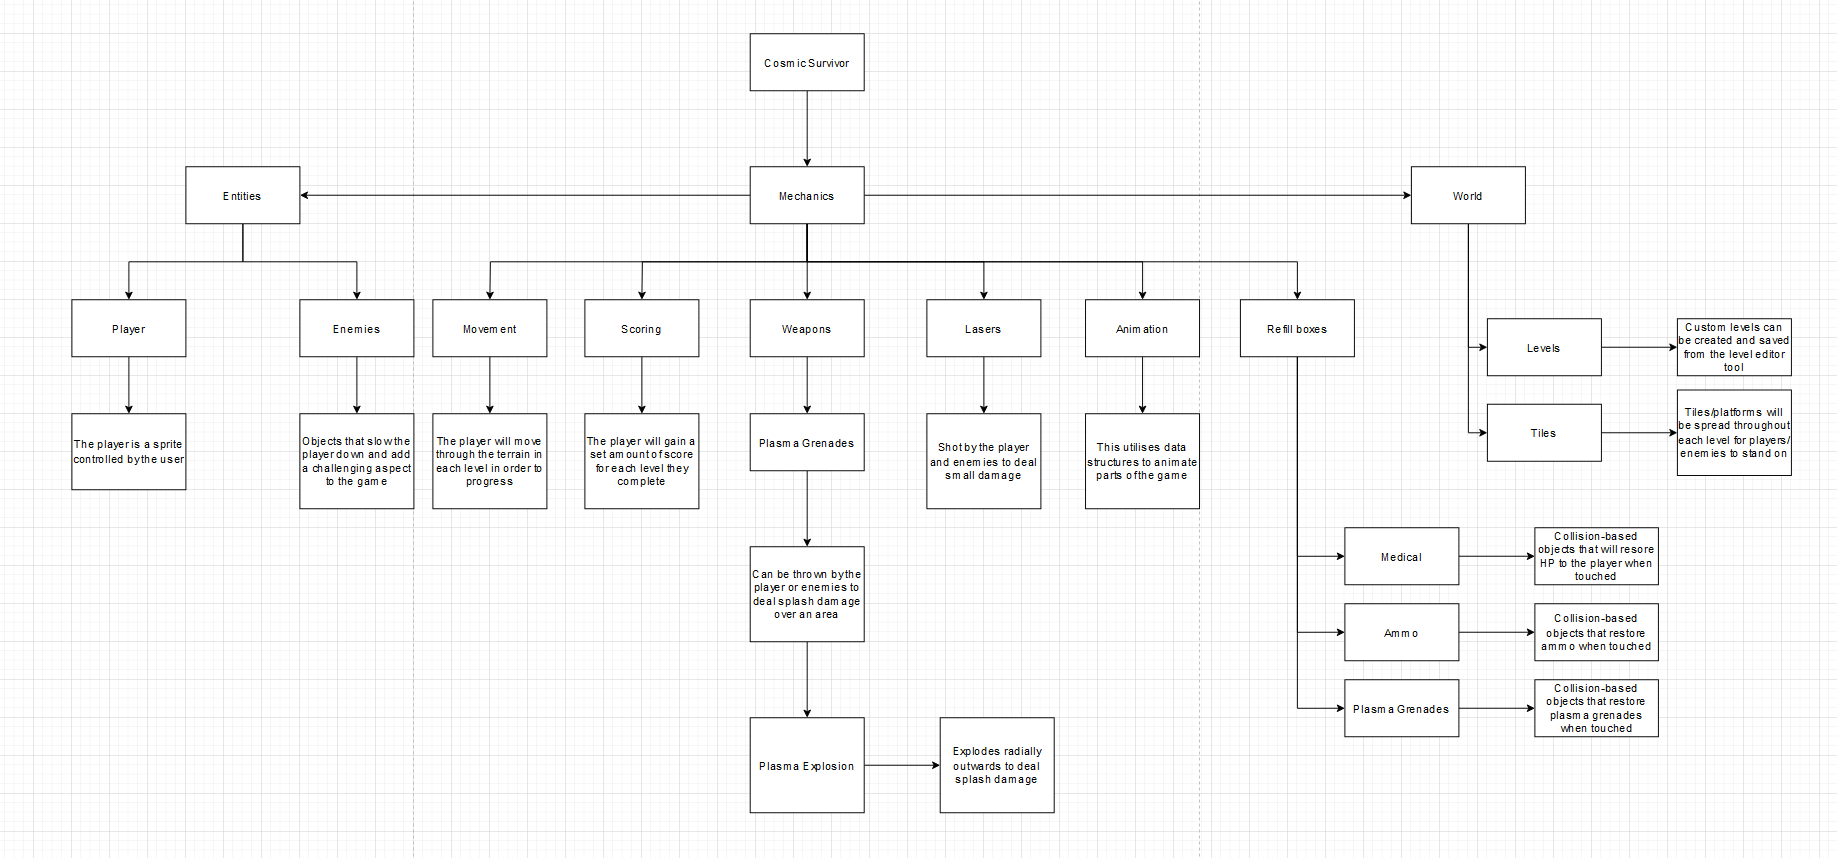 Cosmic Survivor
Entities
Mechanics
World
Player
Enemies
Movement
Scoring
Weapons
Lasers
Animation
Refill boxes
Levels
Custom levels can
be created and saved
from the level editor
tool
Tiles
Tiles/platforms will
be spread throughout
each level for players/
enemies to stand on
The player is a sprite
controlled by the user
Objects that slow the
player down and add
a challenging aspect
to the game
The player will move
through the terrain in
each level in order to
progress
The player will gain a
set amount of score
for each level they
complete
Plasma Grenades
Shot by the player
and enemies to deal
small damage
This utilises data
structures to animate
parts of the game
Can be thrown by the
player or enemies to
deal splash damage
over an area
Medical
Collision-based
objects that will resore
HP to the player when
touched
Ammo
Collision-based
objects that restore
ammo when touched
Plasma Grenades
Collision-based
objects that restore
plasma grenades
when touched
Plasma Explosion
Explodes radially
outwards to deal
splash damage